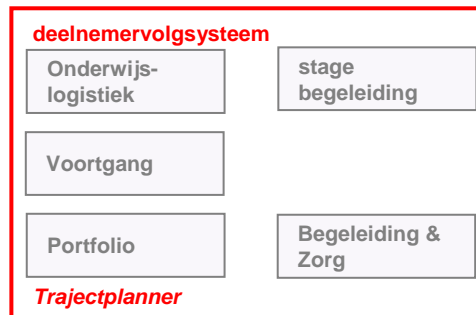 deelnemervolgsysteem
Onderwijs-
logistiek
stage
begeleiding
Voortgang
Portfolio
Begeleiding &
Zorg
Trajectplanner